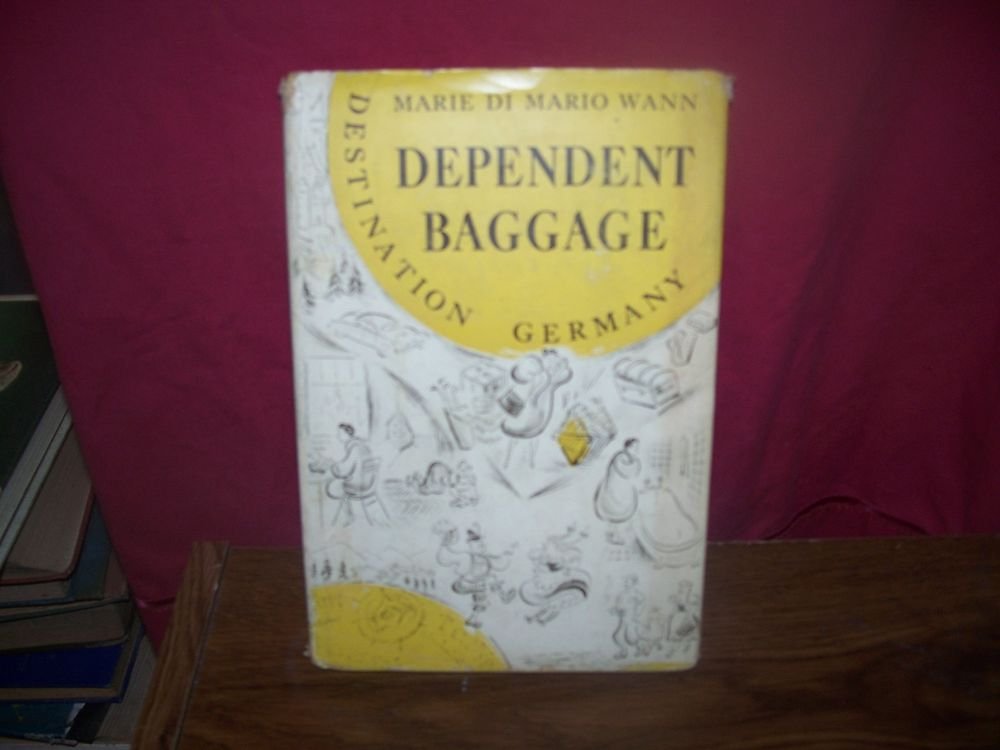 MARIE DI MARIO WANN
DEPENDENT
BAGGAGE
DESTINATION GERMANY